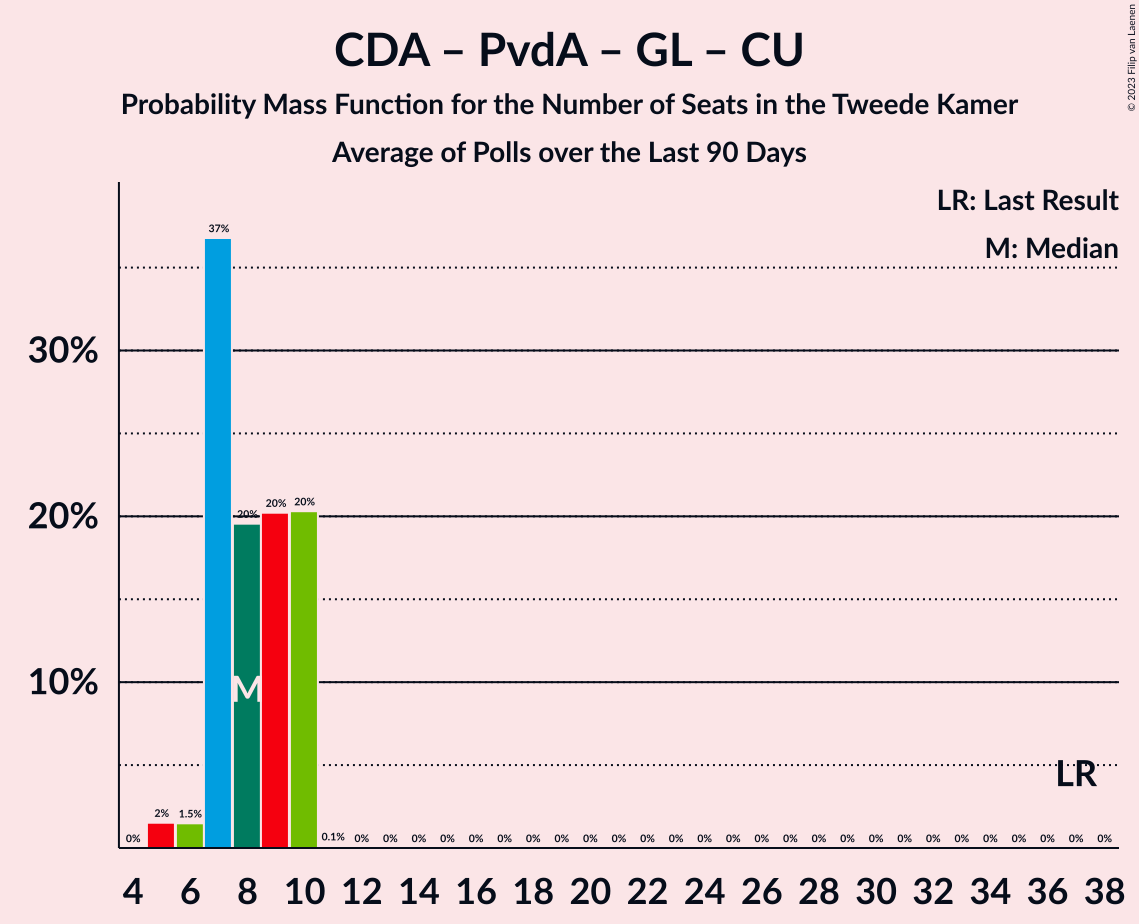 CDA – PvdA – GL – CU
Probability Mass Function for the Number of Seats in the Tweede Kamer
Average of Polls over the Last 90 Days
© 2023 Filip van Laenen
LR: Last Result
M: Median
37%
30%
20%
20% 20% 20%
10%
M
LR
0% 2% 1.5% 0.1% 0% 0% 0% 0% 0% 0% 0% 0% 0% 0% 0% 0% 0% 0% 0% 0% 0% 0% 0% 0% 0% 0% 0% 0% 0% 0% 0%
4 6 8 10 12 14 16 18 20 22 24 26 28 30 32 34 36 38